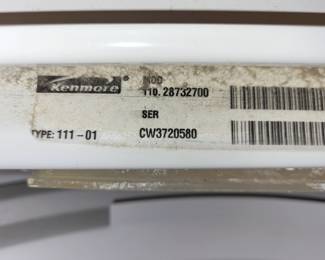 Kenmore ®
MOD
110. 28732700
SER
TYPE: 111-01 CW3720580